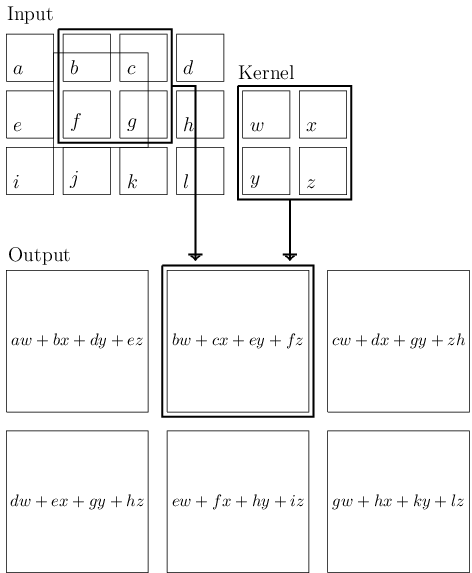 Input
a b c d
Kernel
e f g h
w x
i j k l
y z
Output
aw + bx + dy + ez bw + cx + ey + fz cw + dx + gy + zh
dw + ex + gy + hz ew + fx + hy + iz gw + hx + ky + lz